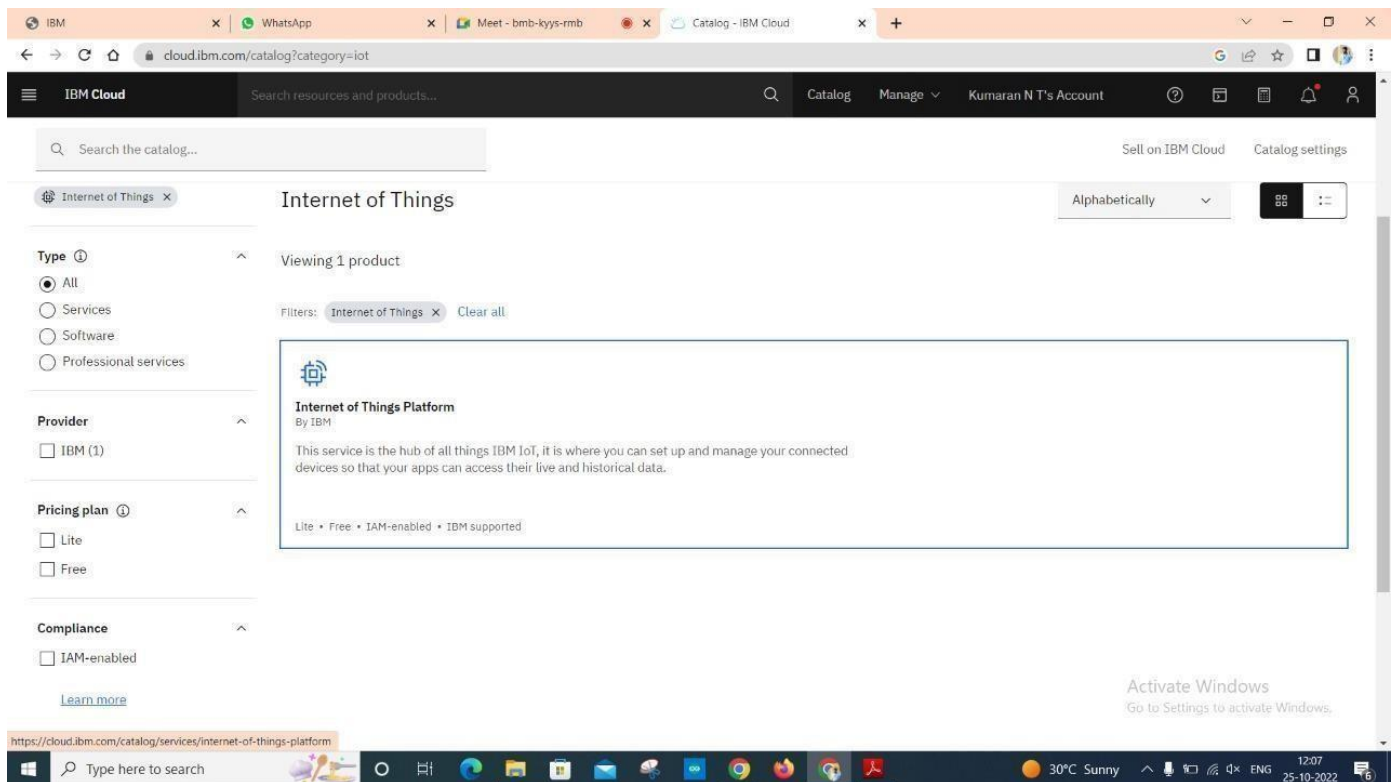 IBM
WhatsApp
Meet - bmb-kyys-rmb
Catalog - IBM Cloud
cloud.ibm.com/catalog?category=iot
IBM Cloud
Search resources and products...
Catalog
Manage
Kumaran N T's Account
Search the catalog...
Sell on IBM Cloud
Catalog settings
Internet of Things
Internet of Things
Alphabetically
Type
All
Services
Software
Professional services
Provider
IBM (1)
Pricing plan
Lite
Free
Compliance
IAM-enabled
Learn more
Viewing 1 product
Filters: Internet of Things Clear all
Internet of Things Platform
By IBM
This service is the hub of all things IBM IoT, it is where you can set up and manage your connected
devices so that your apps can access their live and historical data.
Lite • Free • IAM-enabled • IBM supported
Activate Windows
Go to Settings to activate Windows.
https://cloud.ibm.com/catalog/services/internet-of-things-platform
Type here to search
30°C Sunny
ENG
12:07
25-10-2022
6